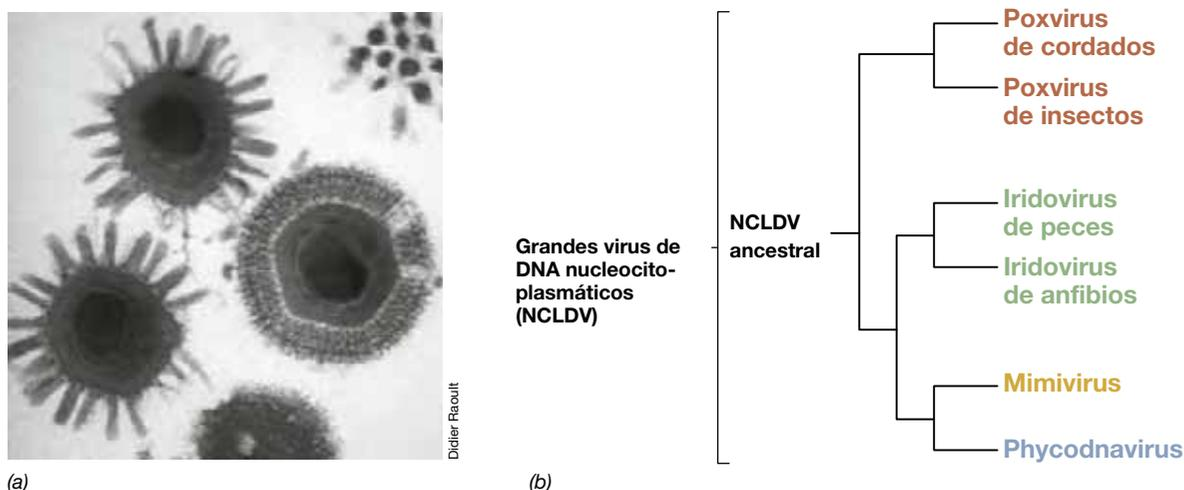 Didier Raoult
(a)
Grandes virus de
DNA nucleocito-
plasmáticos
(NCLDV)
NCLDV
ancestral
Poxvirus
de cordados
Poxvirus
de insectos
Iridovirus
de peces
Iridovirus
de anfibios
Mimivirus
Phycodnavirus
(b)